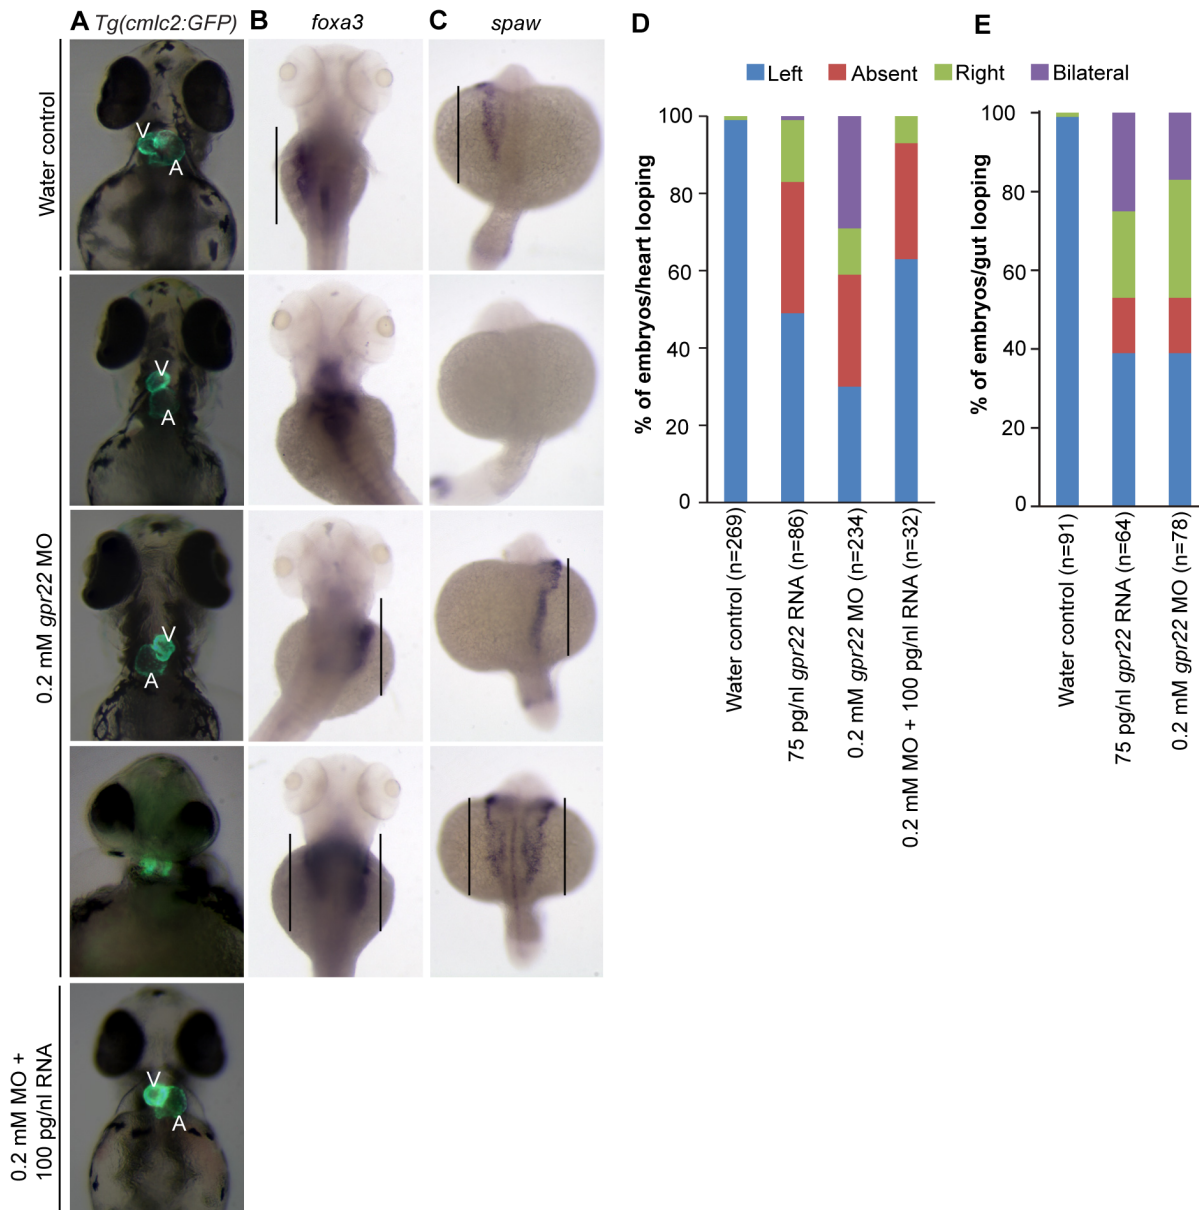 A Tg(cmlc2:GFP)
B foxa3
C spaw
D
E
Left
Absent
Right
Bilateral
Water control
V
A
0.2 mM gpr22 MO
V
A
V
A
0.2 mM MO +
100 pg/nl RNA
V
A
% of embryos/heart looping
100
80
60
40
20
0
Water control (n=269)
75 pg/nl gpr22 RNA (n=86)
0.2 mM gpr22 MO (n=234)
0.2 mM MO + 100 pg/nl RNA (n=32)
% of embryos/gut looping
100
80
60
40
20
0
Water control (n=91)
75 pg/nl gpr22 RNA (n=64)
0.2 mM gpr22 MO (n=78)